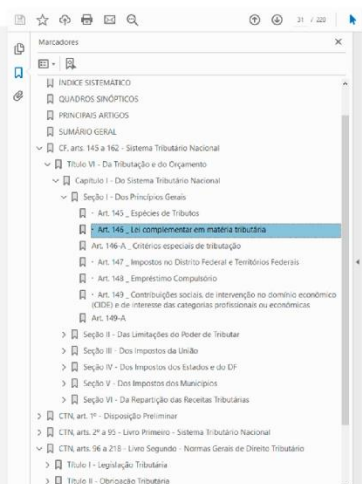 31 / 220
Marcadores
ÍNDICE SISTEMÁTICO
QUADROS SINÓPTICOS
PRINCIPAIS ARTIGOS
SUMÁRIO GERAL
CF, arts. 145 a 162 - Sistema Tributário Nacional
Título VI - Da Tributação e do Orçamento
Capítulo I - Do Sistema Tributário Nacional
Seção I - Dos Princípios Gerais
- Art. 145 _ Espécies de Tributos
- Art. 146 _ Lei complementar em matéria tributária
Art. 146-A _ Critérios especiais de tributação
- Art. 147 _ Impostos no Distrito Federal e Territórios Federais
- Art. 148 _ Empréstimo Compulsório
- Art. 149 _ Contribuições sociais, de intervenção no domínio econômico
(CIDE) e de interesse das categorias profissionais ou econômicas
Art. 149-A
Seção II - Das Limitações do Poder de Tributar
Seção III - Dos Impostos da União
Seção IV - Dos Impostos dos Estados e do DF
Seção V - Dos Impostos dos Municípios
Seção VI - Da Repartição das Receitas Tributárias
CTN, art. 1º - Disposição Preliminar
CTN, arts. 2º a 95 - Livro Primeiro - Sistema Tributário Nacional
CTN, arts. 96 a 218 - Livro Segundo - Normas Gerais de Direito Tributário
Título I - Legislação Tributária
Título II - Obrigação Tributária